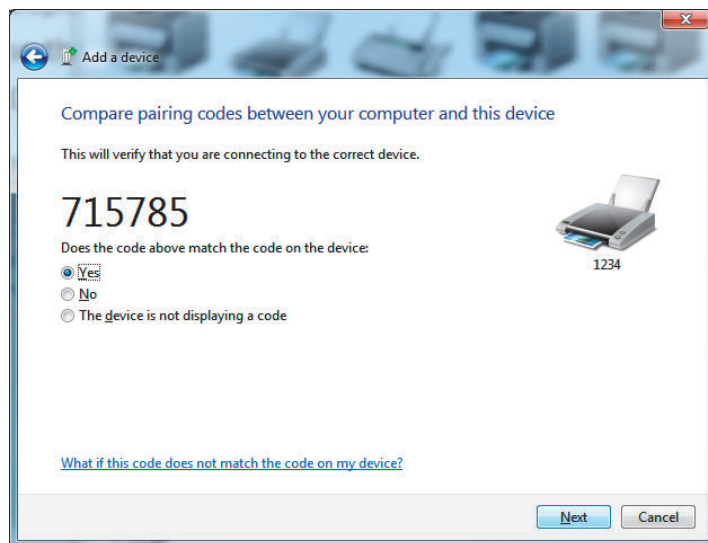 Add a device
Compare pairing codes between your computer and this device
This will verify that you are connecting to the correct device.
715785
Does the code above match the code on the device:
Yes
No
The device is not displaying a code
1234
What if this code does not match the code on my device?
Next
Cancel